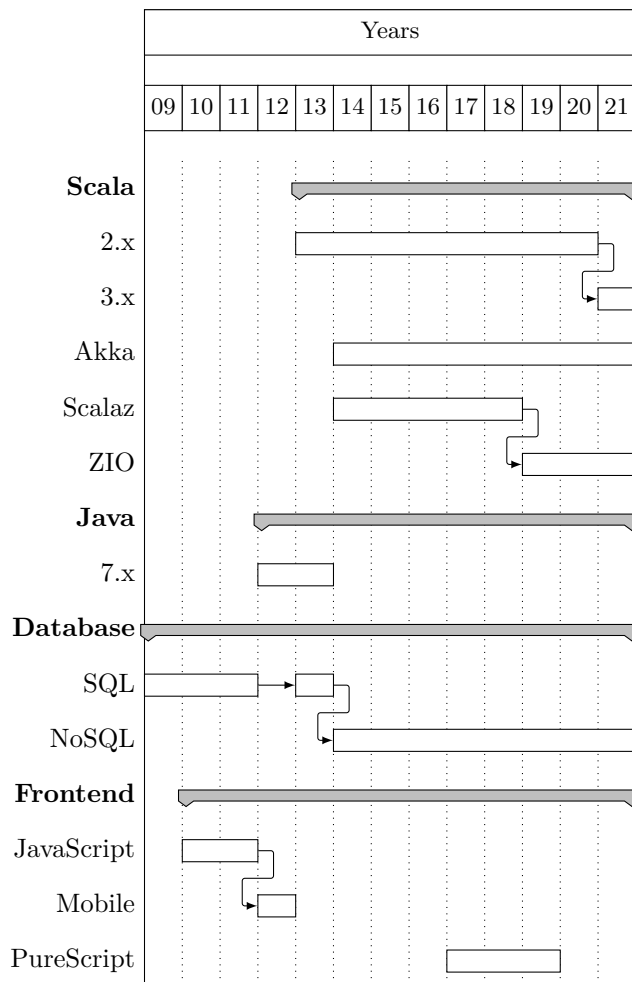 Years
09 10 11 12 13 14 15 16 17 18 19 20 21
Scala
2.x
3.x
Akka
Scalaz
ZIO
Java
7.x
Database
SQL
NoSQL
Frontend
JavaScript
Mobile
PureScript